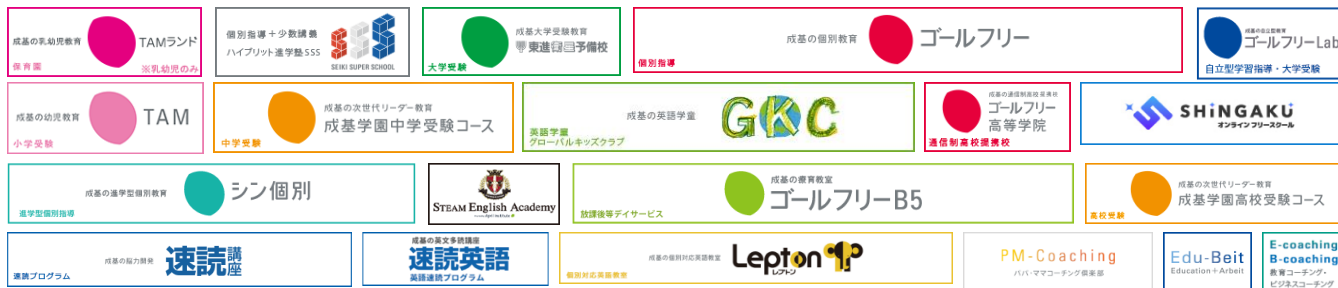 成基の乳幼児教育
TAMランド
保育園
※乳幼児のみ
個別指導＋少数講義
ハイブリット進学塾SSS
SSS
SEIKI SUPER SCHOOL
成基大学受験教育
東進衛星予備校
大学受験
成基の個別教育
ゴールフリー
個別指導
成基の自立型教育
ゴールフリーLab
自立型学習指導・大学受験
成基の幼児教育
TAM
小学受験
成基の次世代リーダー教育
成基学園中学受験コース
中学受験
成基の英語学童
GKC
英語学童
グローバルキッズクラブ
成基の通信制高校提携校
ゴールフリー
高等学院
通信制高校提携校
SHiNGAKU
オンラインフリースクール
成基の進学型個別教育
シン個別
進学型個別指導
STEAM English Academy
成基の療育教室
ゴールフリーB5
放課後等デイサービス
成基の次世代リーダー教育
成基学園高校受験コース
高校受験
成基の脳力開発
速読講座
速読プログラム
成基の英文多読講座
速読英語
英語速読プログラム
成基の個別対応英語教室
Lepton
レプトン
個別対応英語教室
PM-Coaching
パパ・ママコーチング倶楽部
Edu-Beit
Education+Arbeit
E-coaching
B-coaching
教育コーチング・
ビジネスコーチング